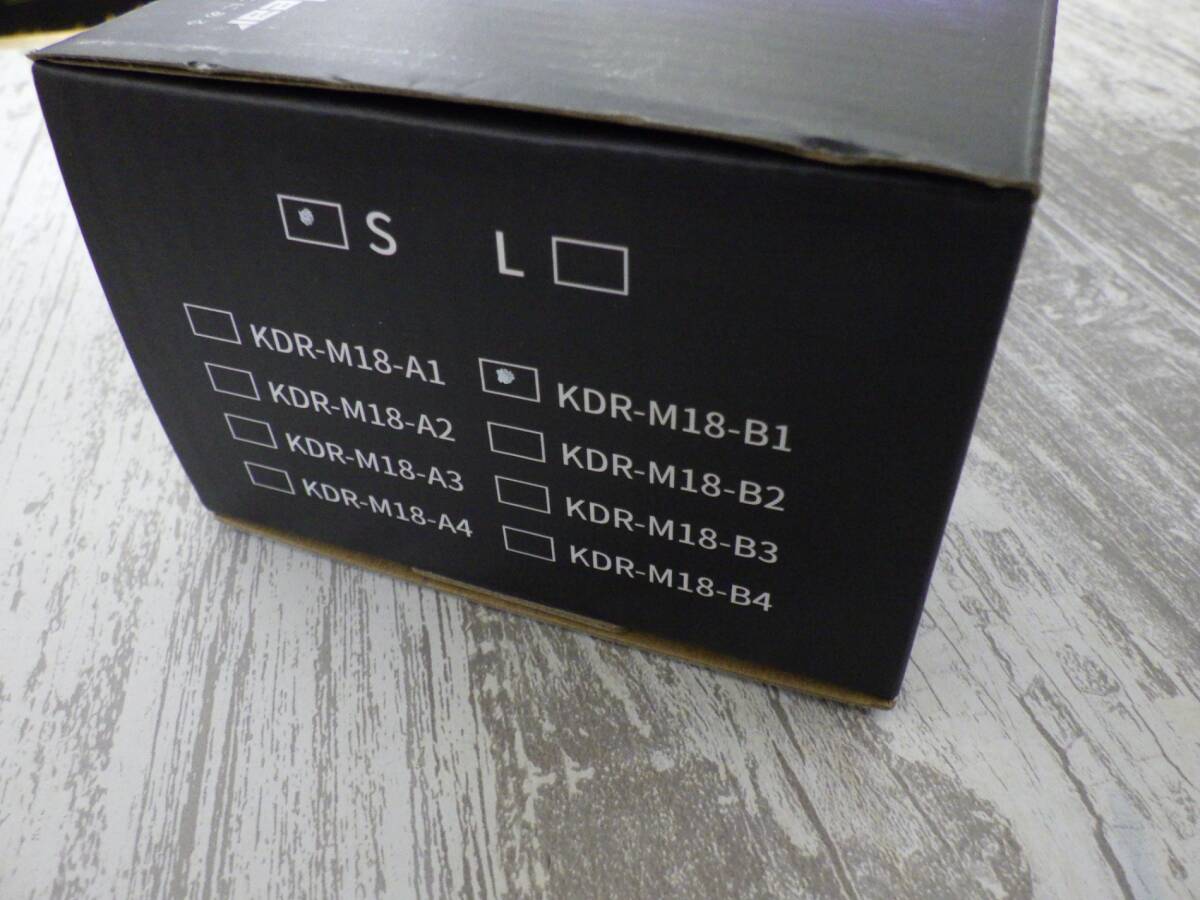 S L
KDR-M18-A1 KDR-M18-B1
KDR-M18-A2 KDR-M18-B2
KDR-M18-A3 KDR-M18-B3
KDR-M18-A4 KDR-M18-B4